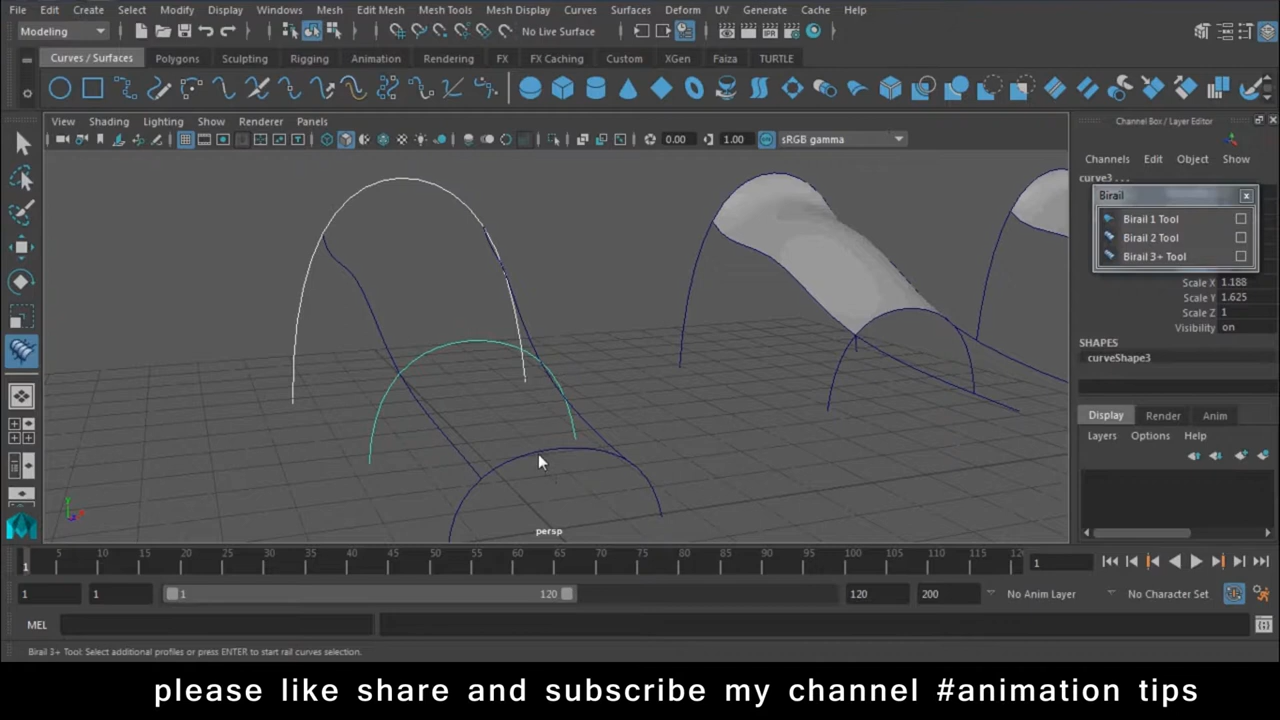 File Edit Create Select Modify Display Windows Mesh Edit Mesh Mesh Tools Mesh Display Curves Surfaces Deform UV Generate Cache Help
Modeling No Live Surface
Curves / Surfaces Polygons Sculpting Rigging Animation Rendering FX FX Caching Custom XGen Faiza TURTLE
View Shading Lighting Show Renderer Panels
0.00 1.00 sRGB gamma
Channel Box / Layer Editor
Channels Edit Object Show
curve3 . . .
Birail
Birail 1 Tool
Birail 2 Tool
Birail 3+ Tool
Scale X 1.188
Scale Y 1.625
Scale Z 1
Visibility on
SHAPES
curveShape3
Display Render Anim
Layers Options Help
persp
5 10 15 20 25 30 35 40 45 50 55 60 65 70 75 80 85 90 95 100 105 110 115 12
1 1
1 1 1 120 120 200 No Anim Layer No Character Set
MEL
Birail 3+ Tool: Select additional profiles or press ENTER to start rail curves selection.
please like share and subscribe my channel #animation tips